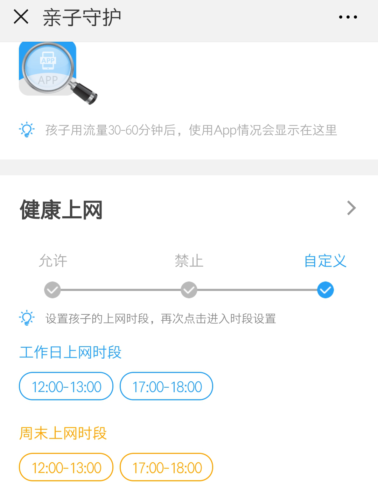 亲子守护
APP
孩子用流量30-60分钟后，使用App情况会显示在这里
健康上网
允许
禁止
自定义
设置孩子的上网时段，再次点击进入时段设置
工作日上网时段
12:00-13:00
17:00-18:00
周末上网时段
12:00-13:00
17:00-18:00